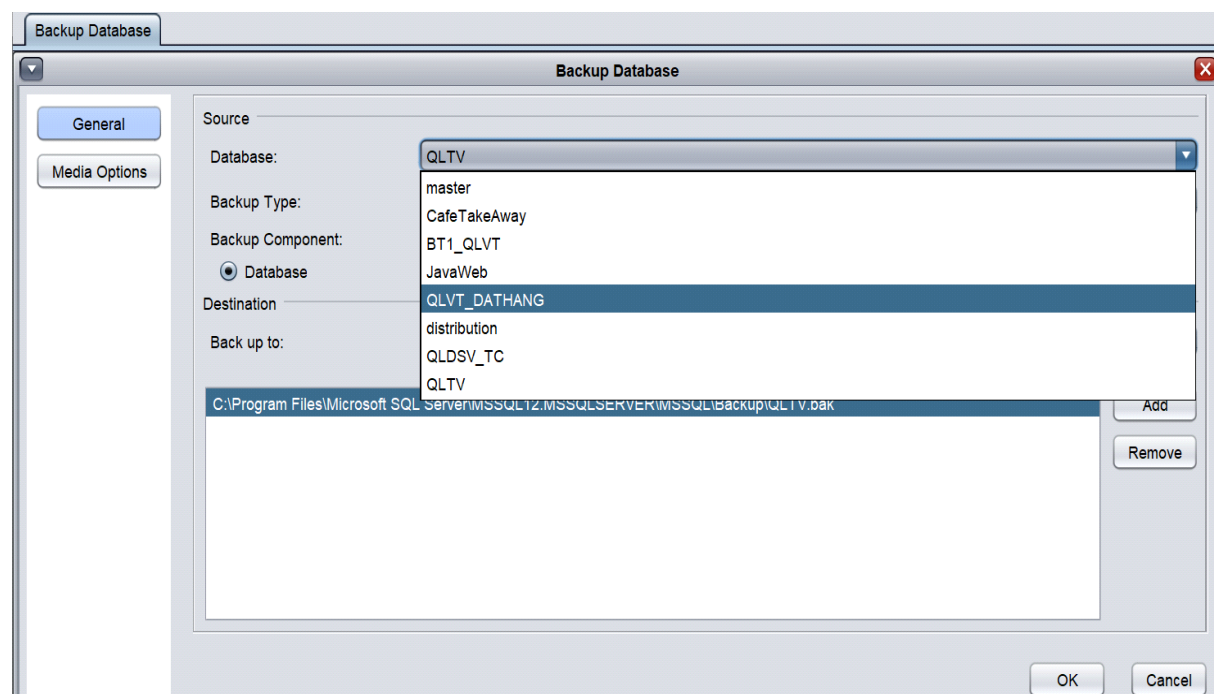 Backup Database
Backup Database
General
Media Options
Source
Database:
QLTV
master
CafeTakeAway
BT1_QLVT
JavaWeb
QLVT_DATHANG
distribution
QLDSV_TC
QLTV
Backup Type:
Backup Component:
Database
Destination
Back up to:
C:\Program Files\Microsoft SQL Server\MSSQL12.MSSQLSERVER\MSSQL\Backup\QLTV.bak
Add
Remove
OK
Cancel